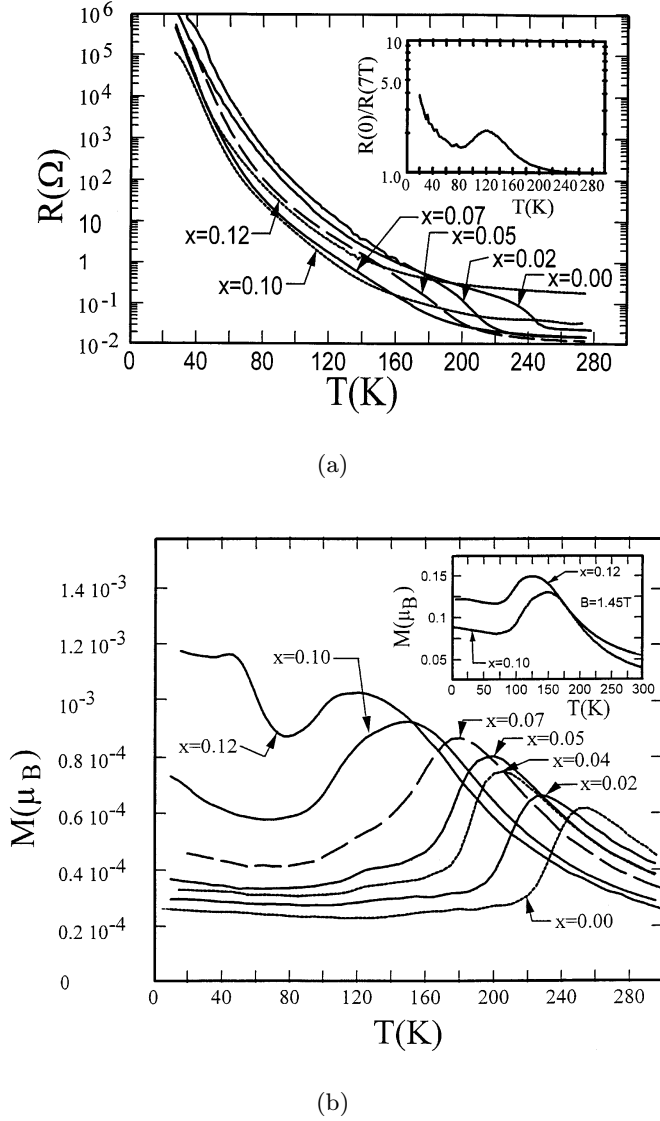 10^6
10^5
10^4
10^3
10^2
10
1
10^-1
10^-2
R(Ω)
0 40 80 120 160 200 240 280
T(K)
10
5.0
1.0
R(0)/R(7T)
0 40 80 120 160 200 240 280
T(K)
x=0.07
x=0.05
x=0.02
x=0.00
x=0.12
x=0.10
(a)
1.4 10^-3
1.2 10^-3
10^-3
0.8 10^-4
0.6 10^-4
0.4 10^-4
0.2 10^-4
0
M(μ_B)
0 40 80 120 160 200 240 280
T(K)
0.15
0.1
0.05
M(μ_B)
x=0.12
B=1.45T
x=0.10
0 50 100 150 200 250 300
T(K)
x=0.10
x=0.12
x=0.07
x=0.05
x=0.04
x=0.02
x=0.00
(b)